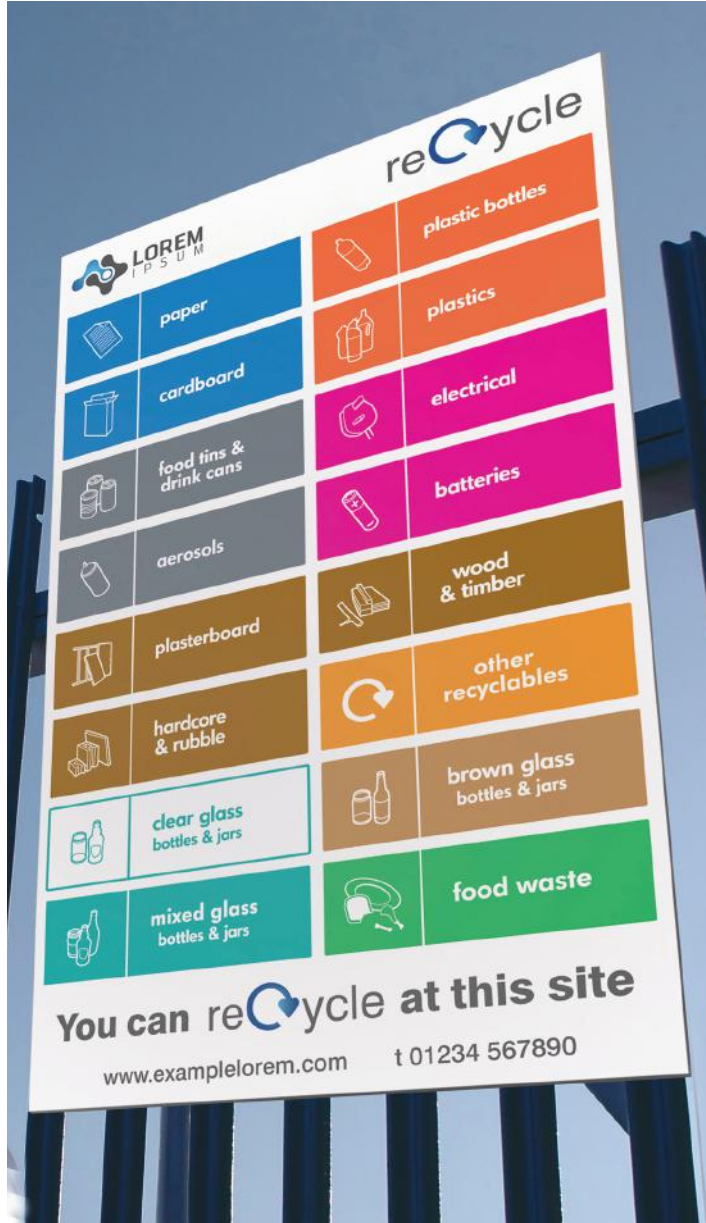 recycle
LOREM
IPSUM
paper
cardboard
food tins &
drink cans
aerosols
plasterboard
hardcore
& rubble
clear glass
bottles & jars
mixed glass
bottles & jars
plastic bottles
plastics
electrical
batteries
wood
& timber
other
recyclables
brown glass
bottles & jars
food waste
You can recycle at this site
www.examplelorem.com t 01234 567890